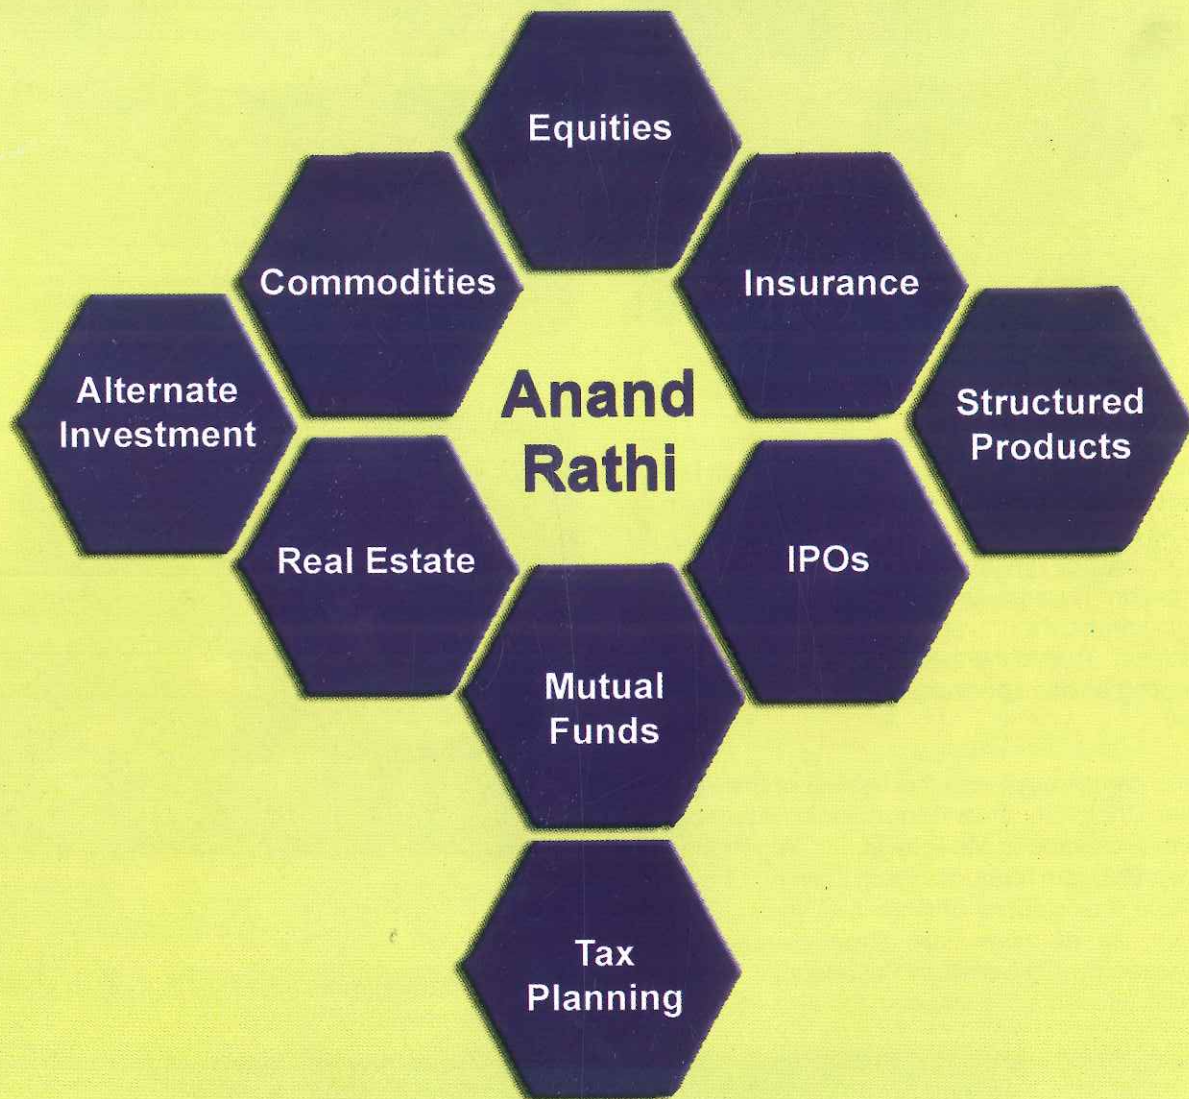 Equities
Commodities
Insurance
Alternate
Investment
Anand
Rathi
Structured
Products
Real Estate
IPOs
Mutual
Funds
Tax
Planning